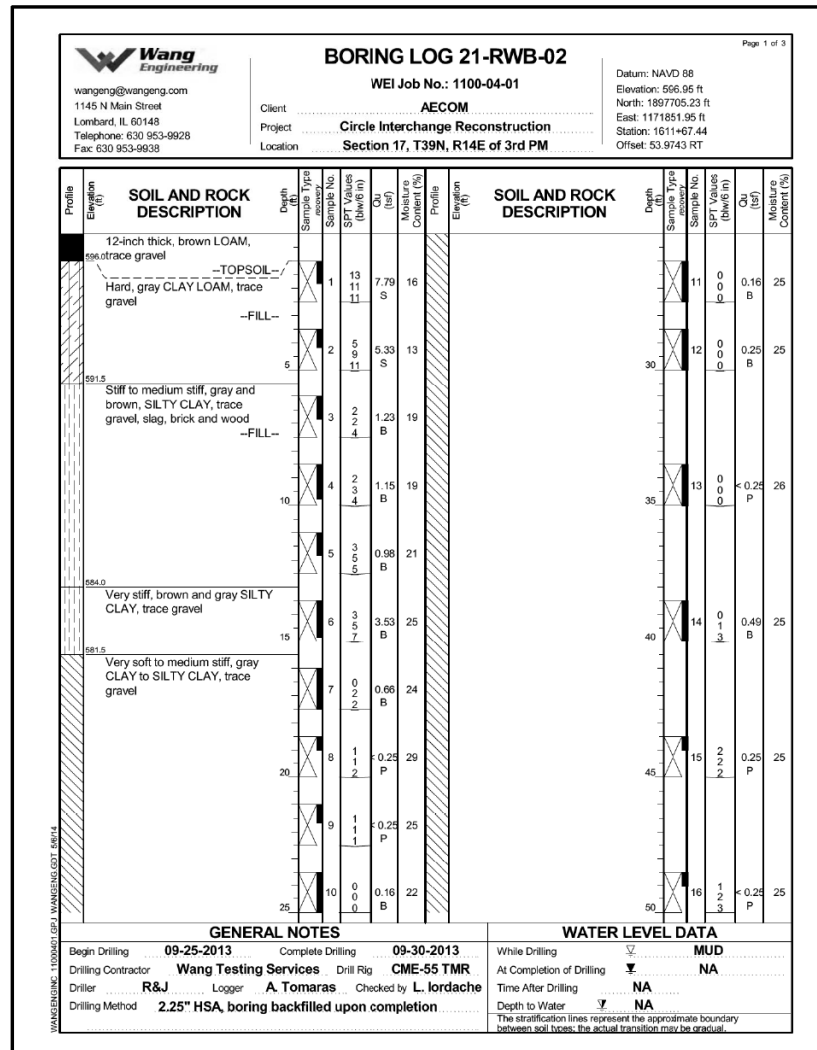 Page 1 of 3
Wang
Engineering
wangeng@wangeng.com
1145 N Main Street
Lombard, IL 60148
Telephone: 630 953-9928
Fax: 630 953-9938
BORING LOG 21-RWB-02
WEI Job No.: 1100-04-01
Client AECOM
Project Circle Interchange Reconstruction
Location Section 17, T39N, R14E of 3rd PM
Datum: NAVD 88
Elevation: 596.95 ft
North: 1897705.23 ft
East: 1171851.95 ft
Station: 1611+67.44
Offset: 53.9743 RT
Profile
Elevation (ft)
SOIL AND ROCK
DESCRIPTION
Depth (ft)
Sample Type
recovery
Sample No.
SPT Values (blw/6 in)
Qu (tsf)
Moisture Content (%)
12-inch thick, brown LOAM,
596.0 trace gravel
--TOPSOIL--
Hard, gray CLAY LOAM, trace
gravel
--FILL--
1 13 11 11 7.79 S 16
5
2 5 9 11 5.33 S 13
591.5
Stiff to medium stiff, gray and
brown, SILTY CLAY, trace
gravel, slag, brick and wood
--FILL--
3 2 2 4 1.23 B 19
10
4 2 3 4 1.15 B 19
5 3 5 5 0.98 B 21
584.0
Very stiff, brown and gray SILTY
CLAY, trace gravel
15
6 3 5 7 3.53 B 25
581.5
Very soft to medium stiff, gray
CLAY to SILTY CLAY, trace
gravel
7 0 2 2 0.66 B 24
20
8 1 1 2 < 0.25 P 29
9 1 1 1 < 0.25 P 25
25
10 0 0 0 0.16 B 22
Profile
Elevation (ft)
SOIL AND ROCK
DESCRIPTION
Depth (ft)
Sample Type
recovery
Sample No.
SPT Values (blw/6 in)
Qu (tsf)
Moisture Content (%)
11 0 0 0 0.16 B 25
30
12 0 0 0 0.25 B 25
35
13 0 0 0 < 0.25 P 26
40
14 0 1 3 0.49 B 25
45
15 2 2 2 0.25 P 25
50
16 1 2 3 < 0.25 P 25
GENERAL NOTES
Begin Drilling 09-25-2013 Complete Drilling 09-30-2013
Drilling Contractor Wang Testing Services Drill Rig CME-55 TMR
Driller R&J Logger A. Tomaras Checked by L. Iordache
Drilling Method 2.25" HSA, boring backfilled upon completion
WATER LEVEL DATA
While Drilling MUD
At Completion of Drilling NA
Time After Drilling NA
Depth to Water NA
The stratification lines represent the approximate boundary
between soil types; the actual transition may be gradual.
WANGENGINC 11000401.GPJ WANGENG.GDT 5/6/14